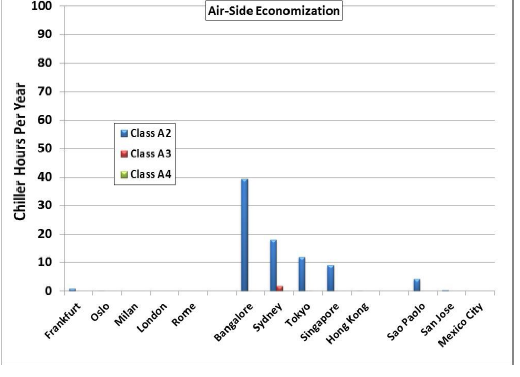 Air-Side Economization
Chiller Hours Per Year
100
90
80
70
60
50
40
30
20
10
0
Class A2
Class A3
Class A4
Frankfurt
Oslo
Milan
London
Rome
Bangalore
Sydney
Tokyo
Singapore
Hong Kong
Sao Paolo
San Jose
Mexico City